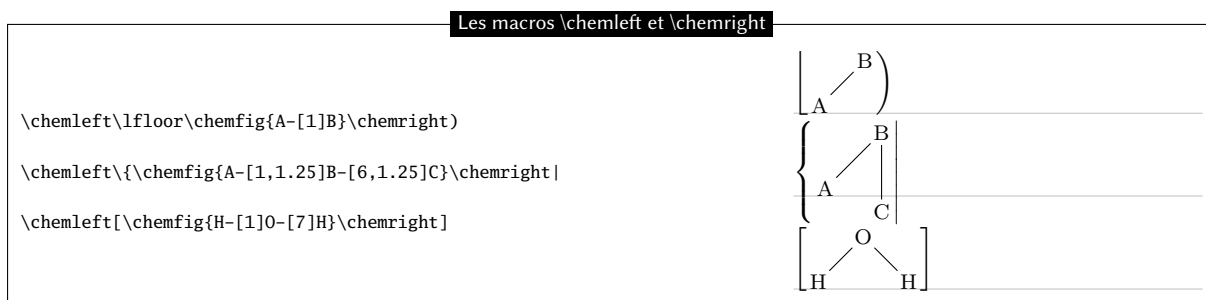 Les macros \chemleft et \chemright
\chemleft\lfloor\chemfig{A-[1]B}\chemright)
\chemleft\{\chemfig{A-[1,1.25]B-[6,1.25]C}\chemright|
\chemleft[\chemfig{H-[1]O-[7]H}\chemright]
B
A
B
A
C
O
H H